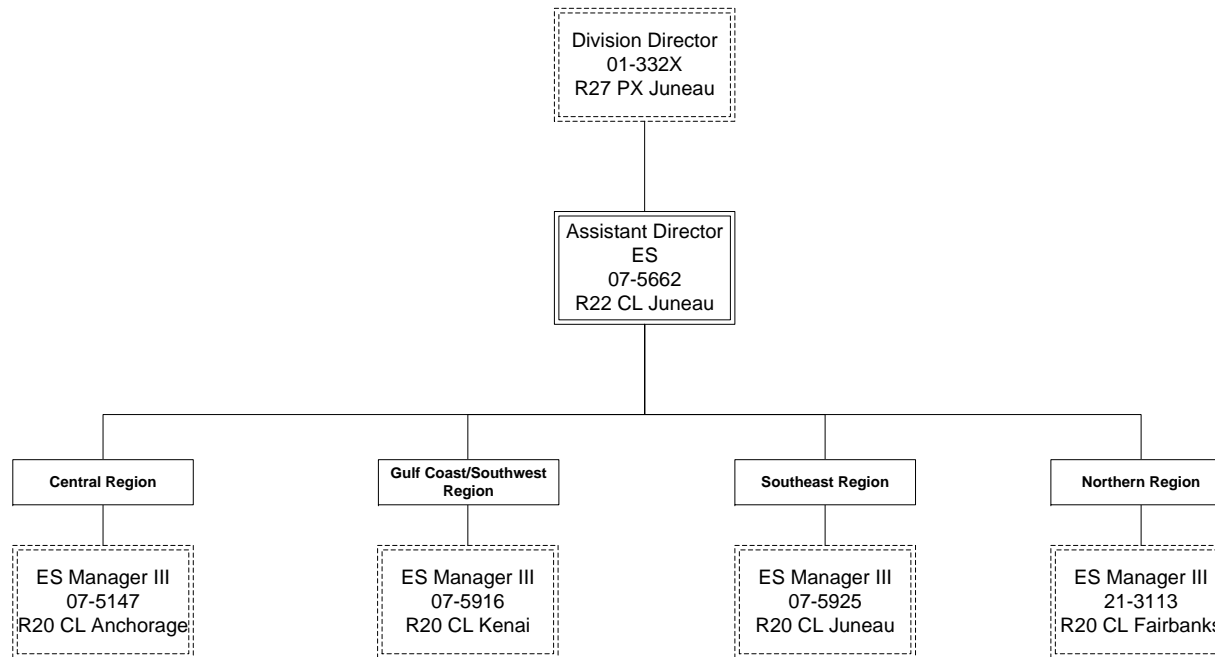 Division Director
01-332X
R27 PX Juneau
Assistant Director
ES
07-5662
R22 CL Juneau
Central Region
Gulf Coast/Southwest
Region
Southeast Region
Northern Region
ES Manager III
07-5147
R20 CL Anchorage
ES Manager III
07-5916
R20 CL Kenai
ES Manager III
07-5925
R20 CL Juneau
ES Manager III
21-3113
R20 CL Fairbanks